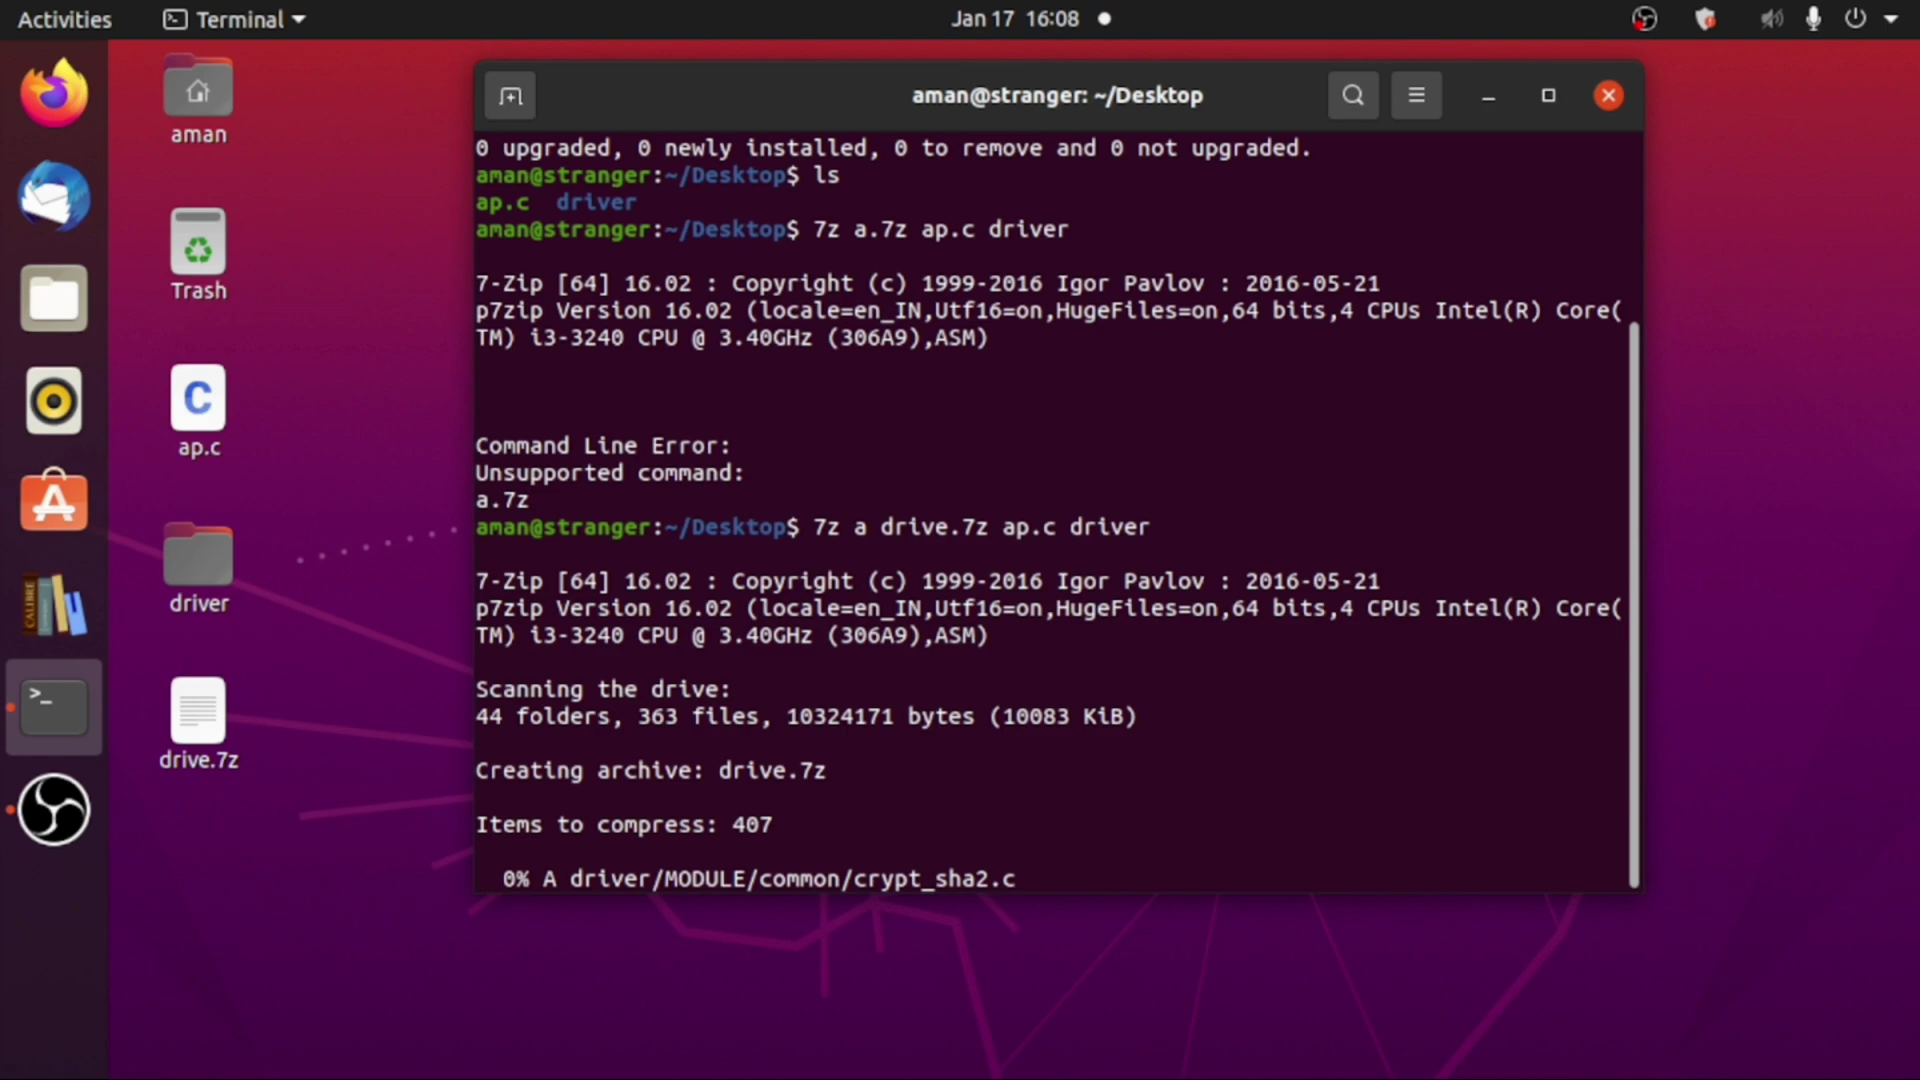 Activities
Terminal
Jan 17 16:08
aman
Trash
C
ap.c
driver
drive.7z
CALIBRE
aman@stranger: ~/Desktop
0 upgraded, 0 newly installed, 0 to remove and 0 not upgraded.
aman@stranger:~/Desktop$ ls
ap.c driver
aman@stranger:~/Desktop$ 7z a.7z ap.c driver
7-Zip [64] 16.02 : Copyright (c) 1999-2016 Igor Pavlov : 2016-05-21
p7zip Version 16.02 (locale=en_IN,Utf16=on,HugeFiles=on,64 bits,4 CPUs Intel(R) Core(
TM) i3-3240 CPU @ 3.40GHz (306A9),ASM)
Command Line Error:
Unsupported command:
a.7z
aman@stranger:~/Desktop$ 7z a drive.7z ap.c driver
7-Zip [64] 16.02 : Copyright (c) 1999-2016 Igor Pavlov : 2016-05-21
p7zip Version 16.02 (locale=en_IN,Utf16=on,HugeFiles=on,64 bits,4 CPUs Intel(R) Core(
TM) i3-3240 CPU @ 3.40GHz (306A9),ASM)
Scanning the drive:
44 folders, 363 files, 10324171 bytes (10083 KiB)
Creating archive: drive.7z
Items to compress: 407
0% A driver/MODULE/common/crypt_sha2.c